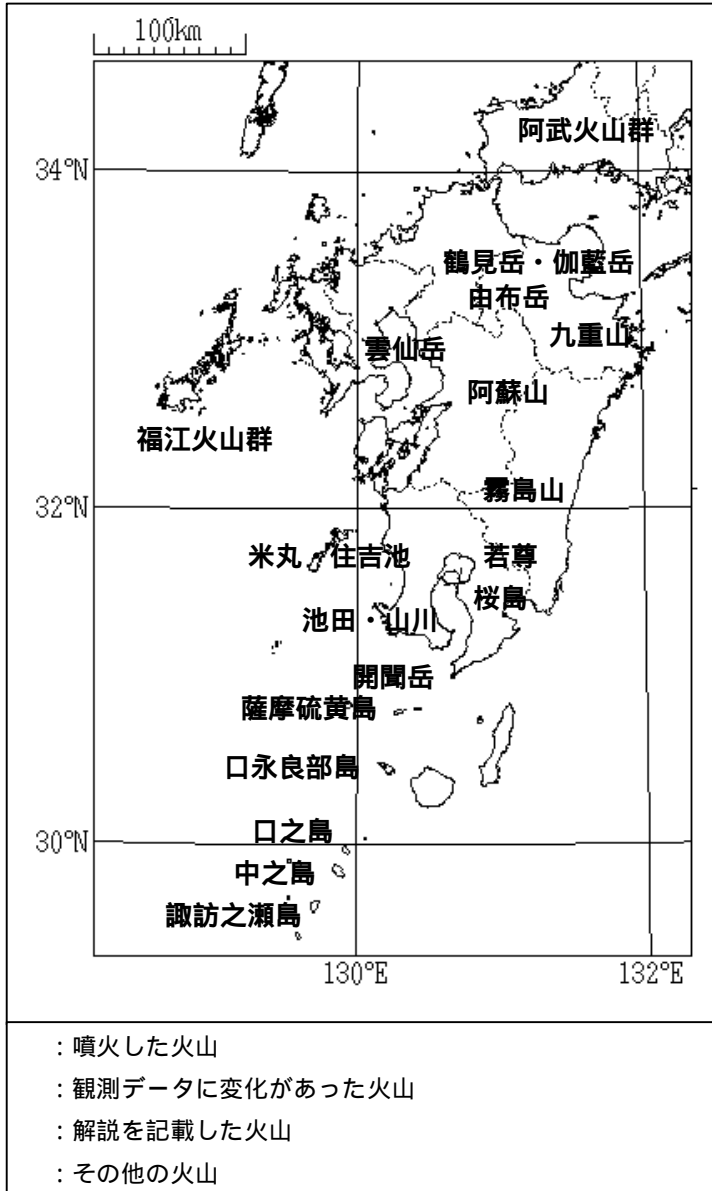 100km
阿武火山群
34°N
鶴見岳・伽藍岳
由布岳
九重山
雲仙岳
阿蘇山
福江火山群
霧島山
32°N
米丸 住吉池 若尊
桜島
池田・山川
開聞岳
薩摩硫黄島
口永良部島
口之島
30°N
中之島
諏訪之瀬島
130°E 132°E
：噴火した火山
：観測データに変化があった火山
：解説を記載した火山
：その他の火山